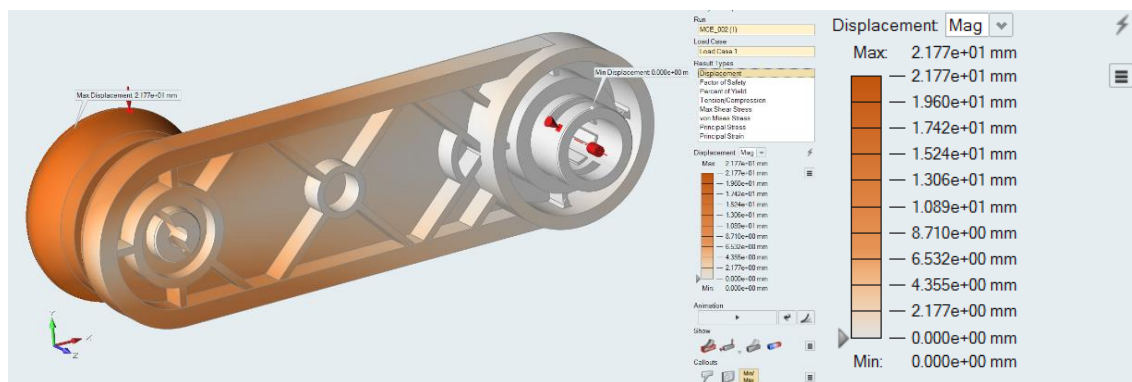 Max Displacement 2.177e+01 mm
Min Displacement 0.000e+00 m
Y
X
Z
Run
MCE_002 (1)
Load Case
Load Case 1
Result Types
Displacement
Factor of Safety
Percent of Yield
Tension/Compression
Max Shear Stress
von Mises Stress
Principal Stress
Principal Strain
Displacement: Mag
Max: 2.177e+01 mm
2.177e+01 mm
1.960e+01 mm
1.742e+01 mm
1.524e+01 mm
1.306e+01 mm
1.089e+01 mm
8.710e+00 mm
6.532e+00 mm
4.355e+00 mm
2.177e+00 mm
0.000e+00 mm
Min: 0.000e+00 mm
Animation
Show
Callouts
Min/
Max
Displacement: Mag
Max: 2.177e+01 mm
2.177e+01 mm
1.960e+01 mm
1.742e+01 mm
1.524e+01 mm
1.306e+01 mm
1.089e+01 mm
8.710e+00 mm
6.532e+00 mm
4.355e+00 mm
2.177e+00 mm
0.000e+00 mm
Min: 0.000e+00 mm